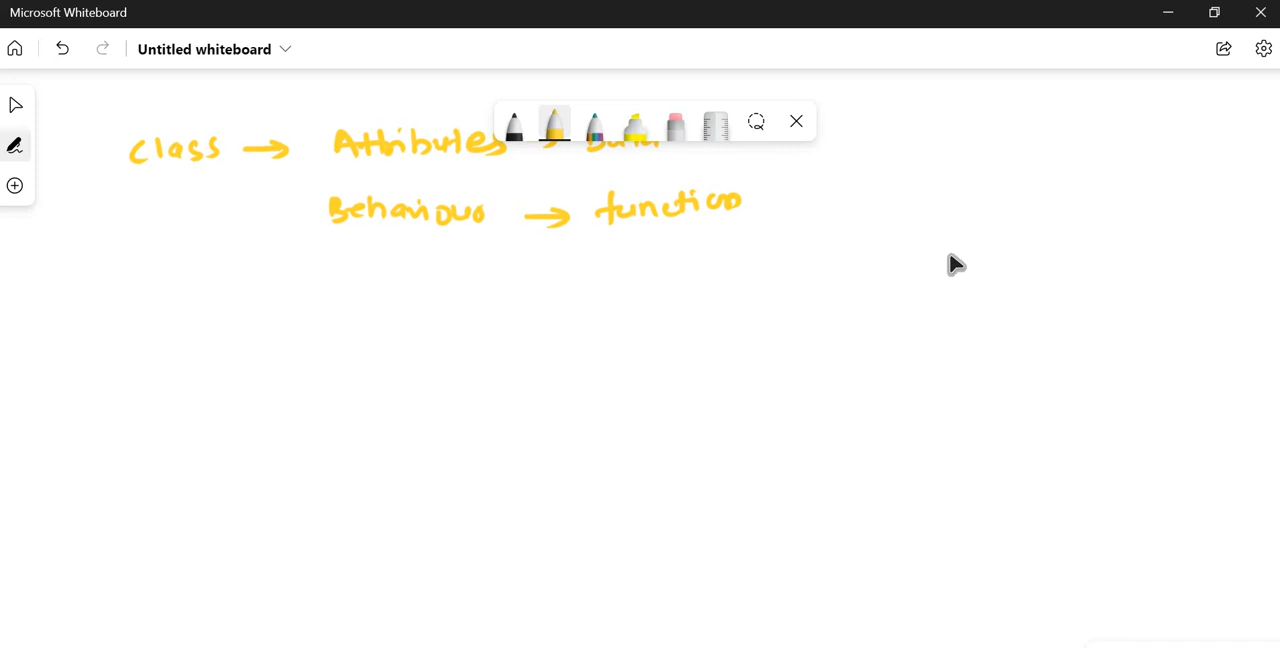 Microsoft Whiteboard
Untitled whiteboard
class → Attributes →
Behaviour → function